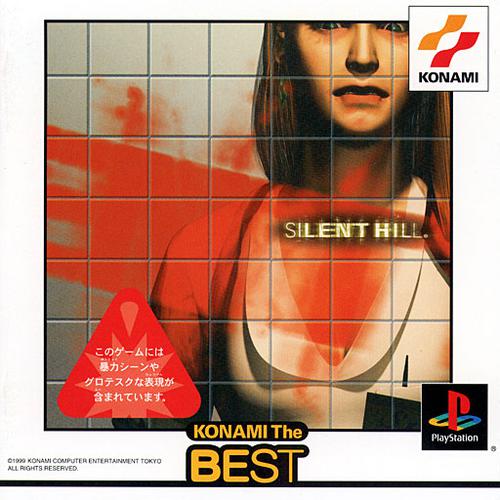 KONAMI
SILENT HILL®
このゲームには
暴力シーンや
グロテスクな表現が
含まれています。
PlayStation
®
KONAMI The
BEST
©1999 KONAMI COMPUTER ENTERTAINMENT TOKYO
ALL RIGHTS RESERVED.